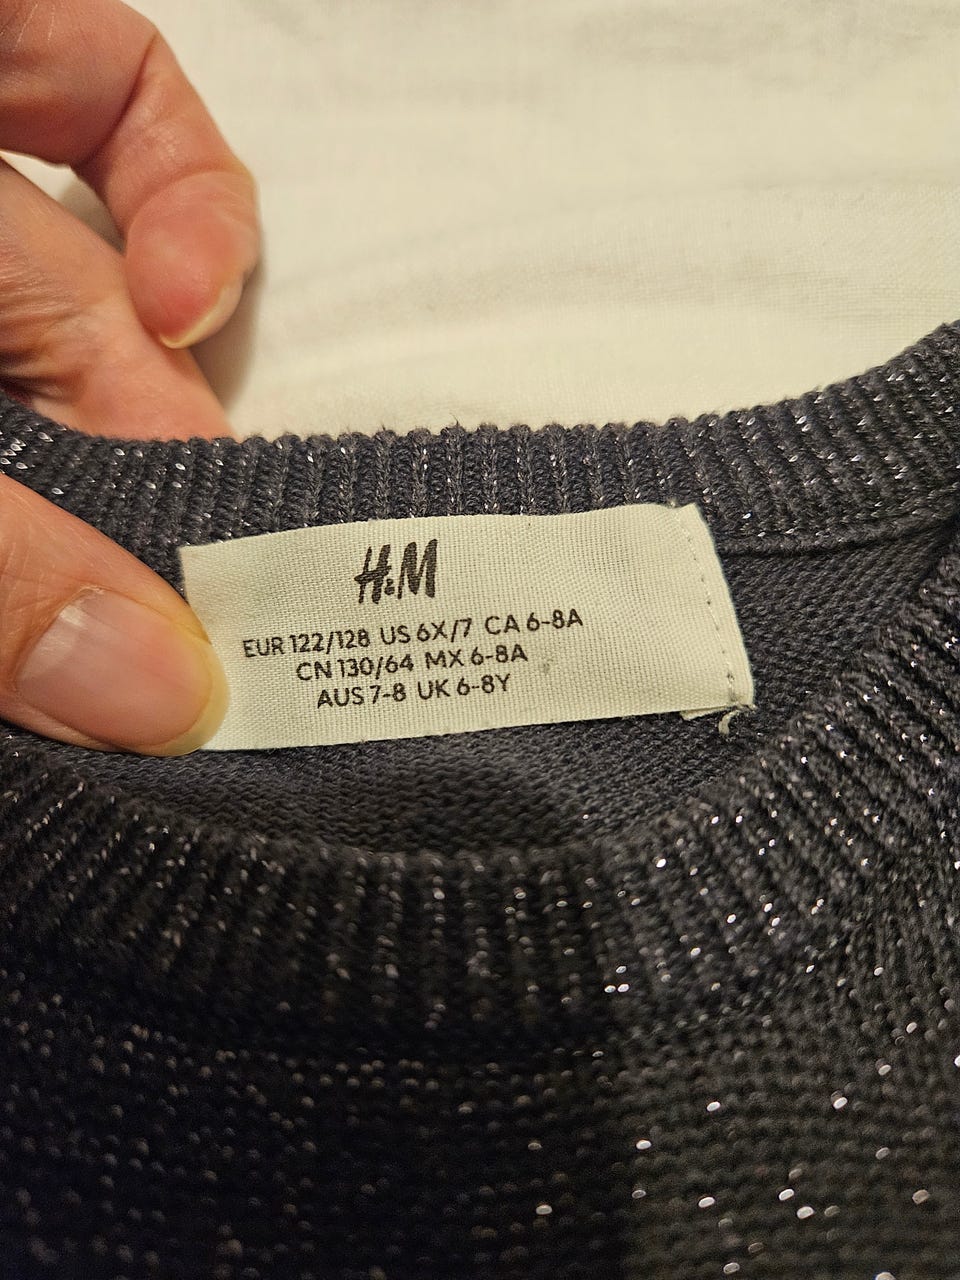 H&M
EUR 122/128 US 6X/7 CA 6-8A
CN 130/64 MX 6-8A
AUS 7-8 UK 6-8Y